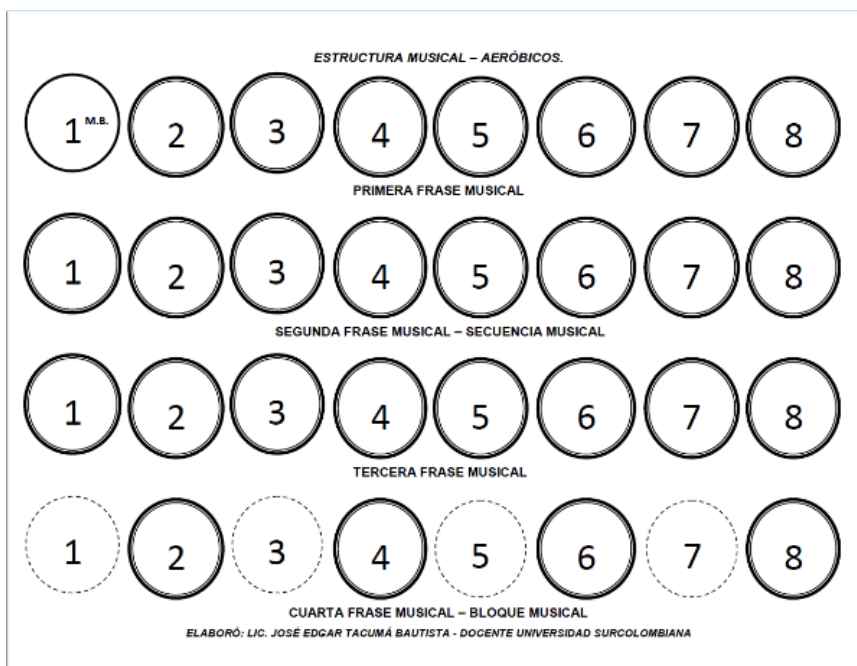 ESTRUCTURA MUSICAL – AERÓBICOS.
1 M.B. 2 3 4 5 6 7 8
PRIMERA FRASE MUSICAL
1 2 3 4 5 6 7 8
SEGUNDA FRASE MUSICAL – SECUENCIA MUSICAL
1 2 3 4 5 6 7 8
TERCERA FRASE MUSICAL
1 2 3 4 5 6 7 8
CUARTA FRASE MUSICAL – BLOQUE MUSICAL
ELABORÓ: LIC. JOSÉ EDGAR TACUMÁ BAUTISTA - DOCENTE UNIVERSIDAD SURCOLOMBIANA